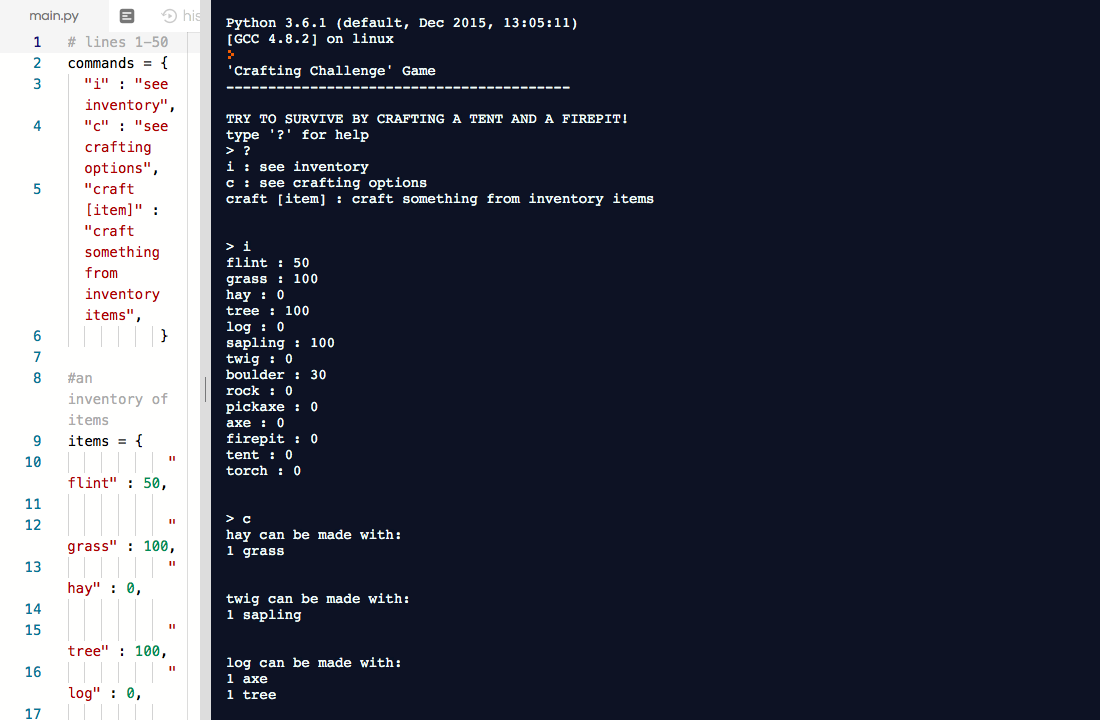 main.py
his
1 # lines 1-50
2 commands = {
3 "i" : "see
inventory",
4 "c" : "see
crafting
options",
5 "craft
[item]" :
"craft
something
from
inventory
items",
6 }
7
8 #an
inventory of
items
9 items = {
10 "
flint" : 50,
11
12 "
grass" : 100,
13 "
hay" : 0,
14
15 "
tree" : 100,
16 "
log" : 0,
17
Python 3.6.1 (default, Dec 2015, 13:05:11)
[GCC 4.8.2] on linux
'Crafting Challenge' Game
-----------------------------------------
TRY TO SURVIVE BY CRAFTING A TENT AND A FIREPIT!
type '?' for help
> ?
i : see inventory
c : see crafting options
craft [item] : craft something from inventory items
> i
flint : 50
grass : 100
hay : 0
tree : 100
log : 0
sapling : 100
twig : 0
boulder : 30
rock : 0
pickaxe : 0
axe : 0
firepit : 0
tent : 0
torch : 0
> c
hay can be made with:
1 grass
twig can be made with:
1 sapling
log can be made with:
1 axe
1 tree